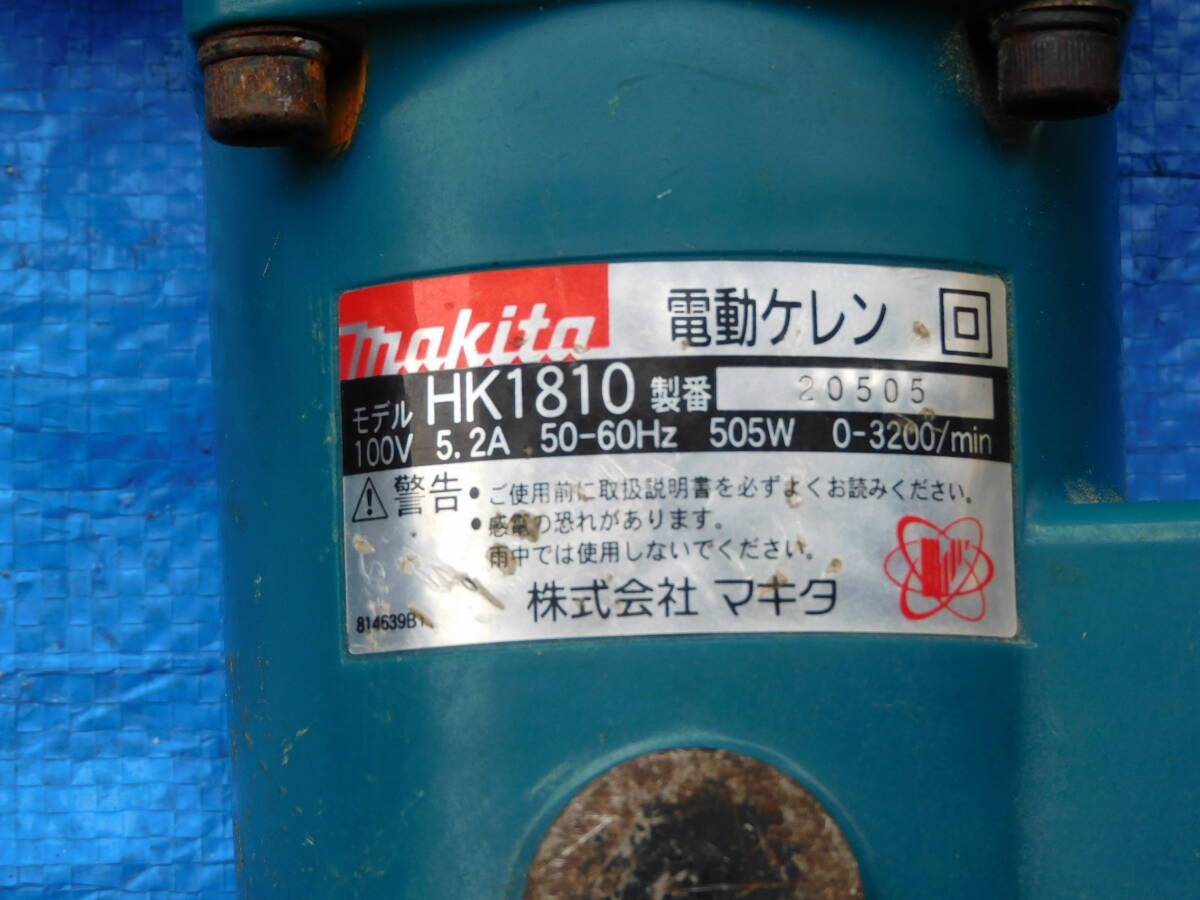 makita 電動ケレン
モデル HK1810 製番 20505
100V 5.2A 50-60Hz 505W 0-3200/min
警告 • ご使用前に取扱説明書を必ずよくお読みください。
• 感電の恐れがあります。
雨中では使用しないでください。
株式会社 マキタ
814639B1